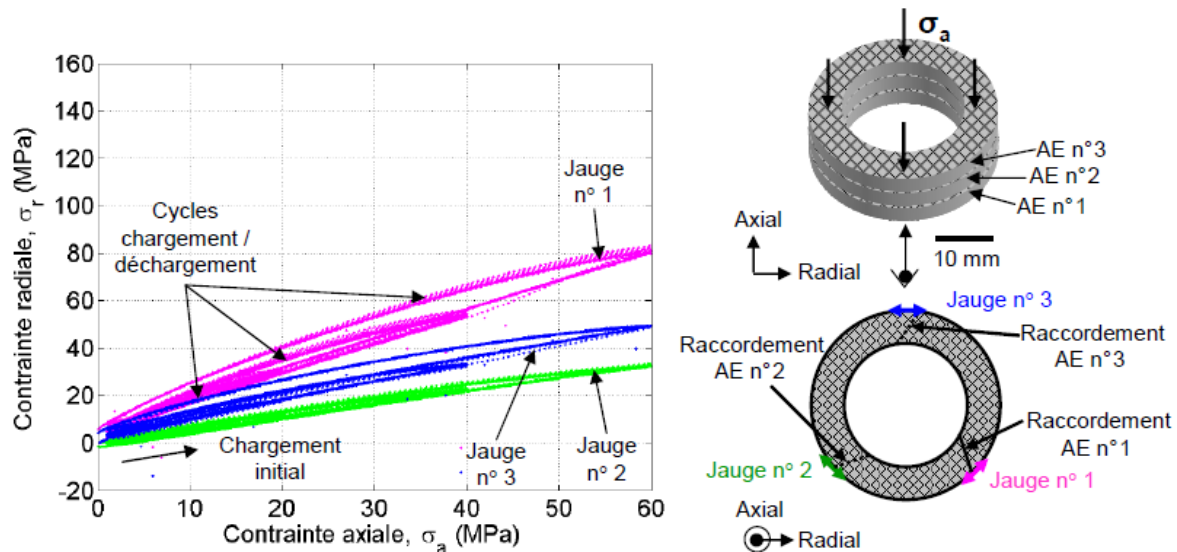 160
140
120
100
80
60
40
20
0
−20
0
10
20
30
40
50
60
Contrainte radiale, σr (MPa)
Contrainte axiale, σa (MPa)
Cycles
chargement /
déchargement
Jauge
n° 1
Chargement
initial
Jauge
n° 3
Jauge
n° 2
σa
AE n°3
AE n°2
AE n°1
Axial
Radial
10 mm
Jauge n° 3
Raccordement
AE n°2
Raccordement
AE n°3
Raccordement
AE n°1
Jauge n° 2
Jauge n° 1
Axial
Radial